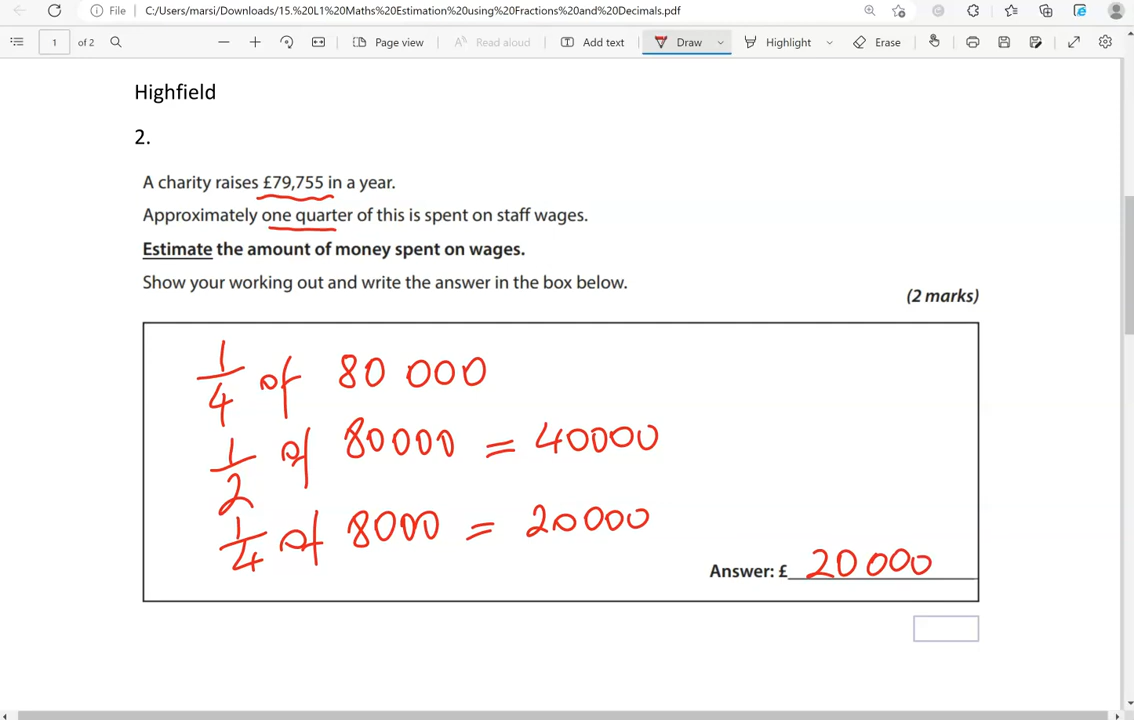 File C:/Users/marsi/Downloads/15.%20L1%20Maths%20Estimation%20using%20Fractions%20and%20Decimals.pdf
1 of 2 Page view Read aloud Add text Draw Highlight Erase
Highfield
2.
A charity raises £79,755 in a year.
Approximately one quarter of this is spent on staff wages.
Estimate the amount of money spent on wages.
Show your working out and write the answer in the box below.
(2 marks)
1/4 of 80 000
1/2 of 80000 = 40000
1/4 of 8000 = 20000
Answer: £ 20 000